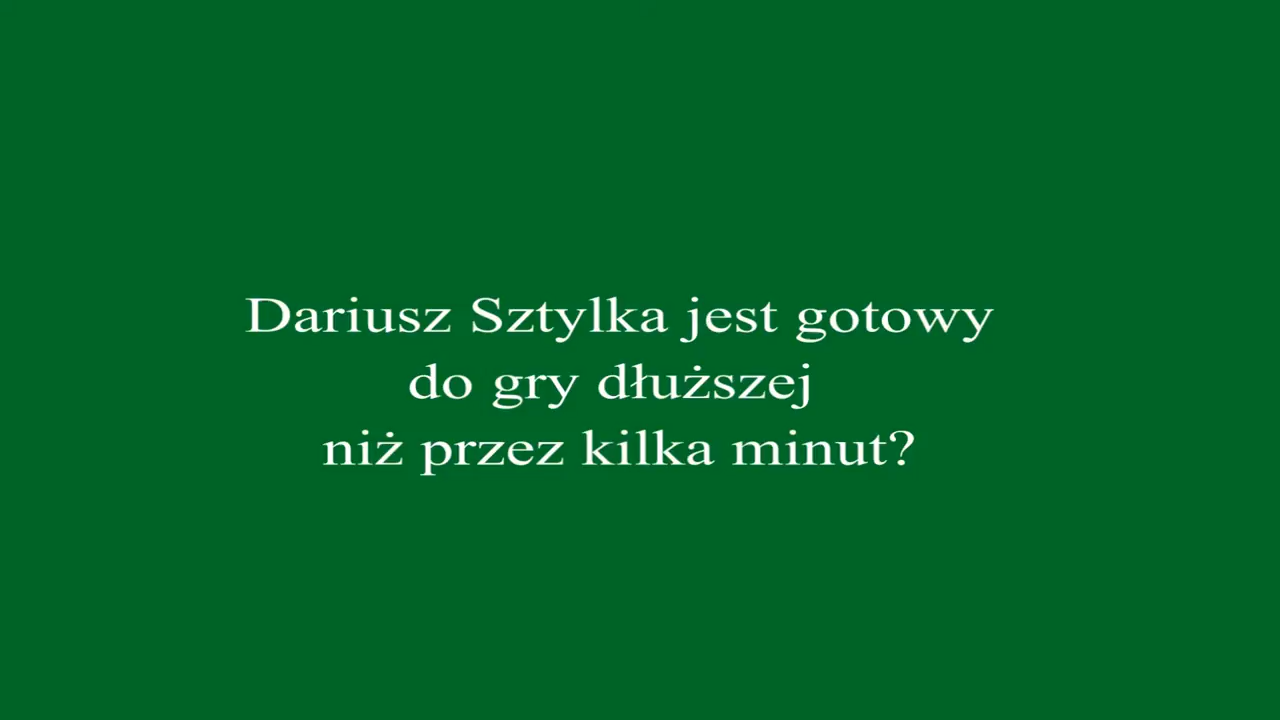 Dariusz Sztylka jest gotowy
do gry dłuższej
niż przez kilka minut?